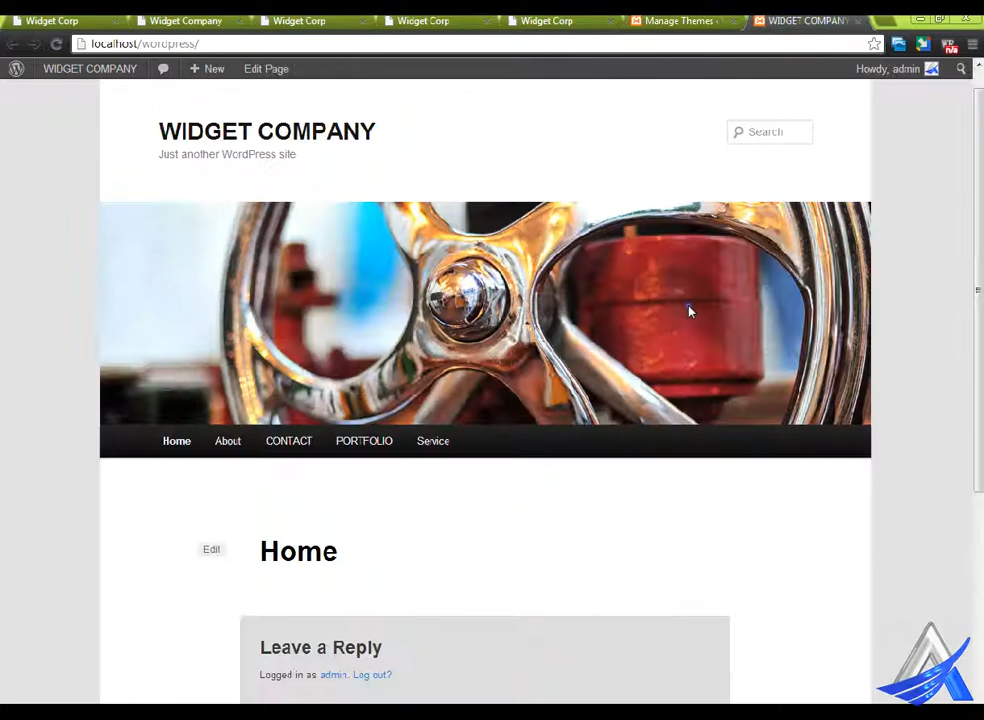 Widget Corp
Widget Company
Widget Corp
Widget Corp
Widget Corp
Manage Themes
WIDGET COMPANY
localhost/wordpress/
WIDGET COMPANY
New
Edit Page
Howdy, admin
WIDGET COMPANY
Just another WordPress site
Search
Home
About
CONTACT
PORTFOLIO
Service
Edit
Home
Leave a Reply
Logged in as admin. Log out?